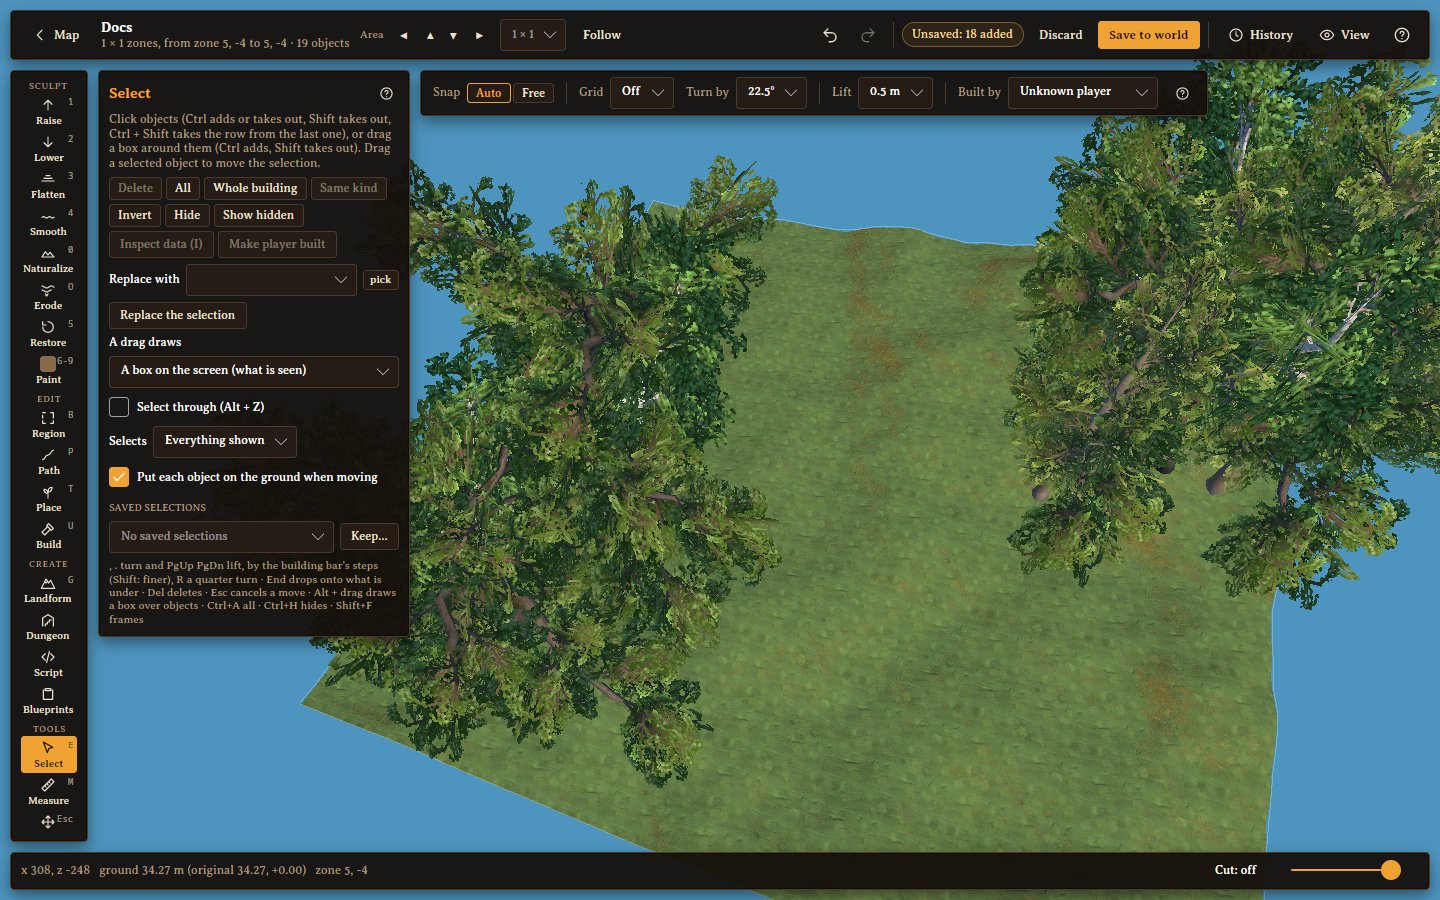 Map
Docs
1 × 1 zones, from zone 5, -4 to 5, -4 · 19 objects
Area
1 × 1
Follow
Unsaved: 18 added
Discard
Save to world
History
View
SCULPT
1
Raise
2
Lower
3
Flatten
4
Smooth
0
Naturalize
O
Erode
5
Restore
6-9
Paint
EDIT
B
Region
P
Path
T
Place
U
Build
CREATE
G
Landform
Dungeon
Script
Blueprints
TOOLS
E
Select
M
Measure
Esc
Select
Click objects (Ctrl adds or takes out, Shift takes out,
Ctrl + Shift takes the row from the last one), or drag
a box around them (Ctrl adds, Shift takes out). Drag
a selected object to move the selection.
Delete All Whole building Same kind
Invert Hide Show hidden
Inspect data (I) Make player built
Replace with pick
Replace the selection
A drag draws
A box on the screen (what is seen)
Select through (Alt + Z)
Selects Everything shown
Put each object on the ground when moving
SAVED SELECTIONS
No saved selections Keep...
, . turn and PgUp PgDn lift, by the building bar's steps
(Shift: finer), R a quarter turn · End drops onto what is
under · Del deletes · Esc cancels a move · Alt + drag draws
a box over objects · Ctrl+A all · Ctrl+H hides · Shift+F
frames
Snap Auto Free Grid Off Turn by 22.5° Lift 0.5 m Built by Unknown player
x 308, z -248 ground 34.27 m (original 34.27, +0.00) zone 5, -4
Cut: off